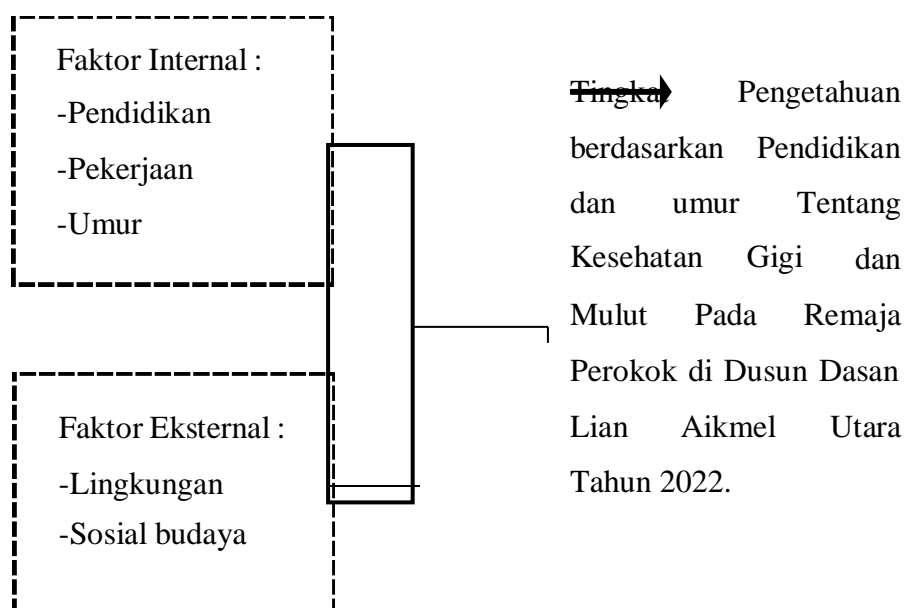 Faktor Internal :
-Pendidikan
-Pekerjaan
-Umur
Faktor Eksternal :
-Lingkungan
-Sosial budaya
Tingkat Pengetahuan
berdasarkan Pendidikan
dan umur Tentang
Kesehatan Gigi dan
Mulut Pada Remaja
Perokok di Dusun Dasan
Lian Aikmel Utara
Tahun 2022.